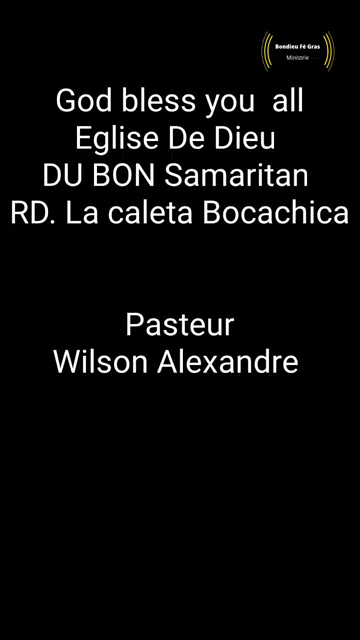 Bondieu Fè Gras
Ministrie
God bless you all
Eglise De Dieu
DU BON Samaritan
RD. La caleta Bocachica
Pasteur
Wilson Alexandre